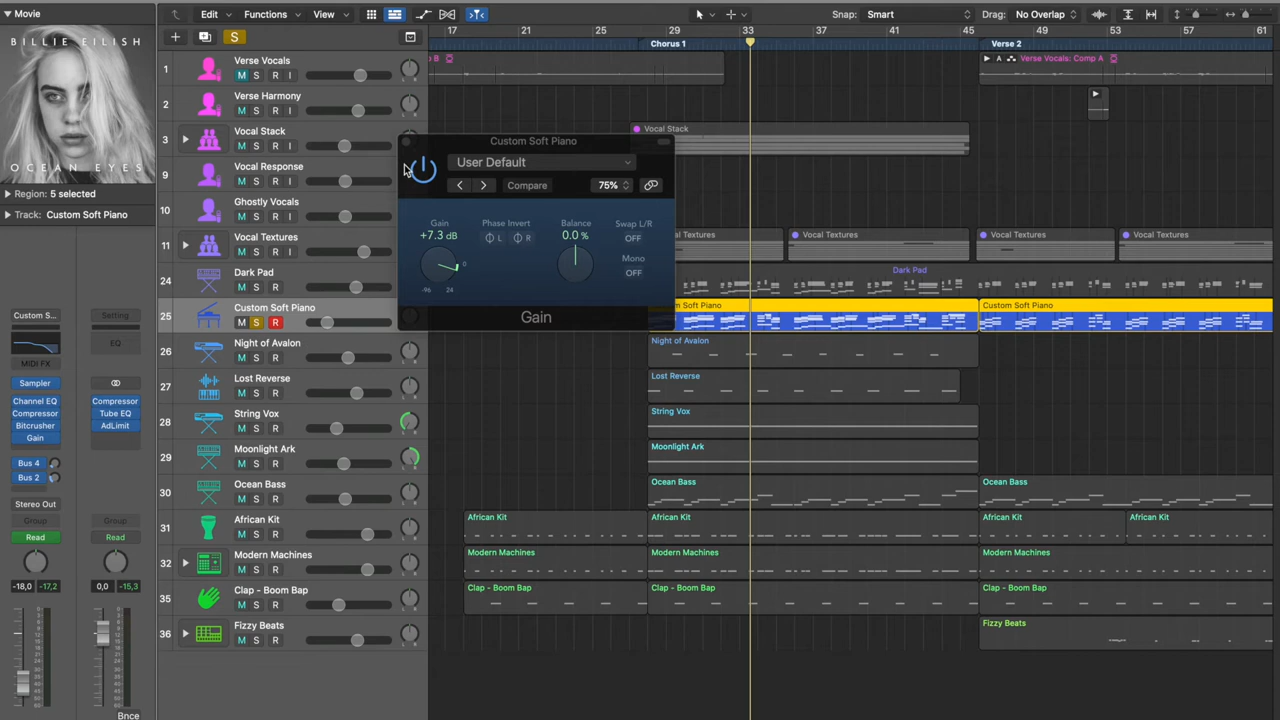 Movie
Edit
Functions
View
Snap: Smart
Drag: No Overlap
BILLIE EILISH
OCEAN EYES
S
17 21 25 29 33 37 41 45 49 53 57 61
Chorus 1
Verse 2
Region: 5 selected
Track: Custom Soft Piano
1 Verse Vocals
M S R I
p B
A Verse Vocals: Comp A
2 Verse Harmony
M S R I
3 Vocal Stack
M S R I
Vocal Stack
9 Vocal Response
M S R I
10 Ghostly Vocals
M S R I
11 Vocal Textures
M S R I
Vocal Textures
Vocal Textures
Vocal Textures
Vocal Textures
24 Dark Pad
M S R
Dark Pad
25 Custom Soft Piano
M S R
Soft Piano
Custom Soft Piano
Custom Soft Piano
User Default
Compare
75%
Gain
+7.3 dB
-96 24
0
Phase Invert
L R
Balance
0.0 %
Swap L/R
OFF
Mono
OFF
Gain
26 Night of Avalon
M S R
L R
Night of Avalon
27 Lost Reverse
M S R
L R
Lost Reverse
28 String Vox
M S R
L R
String Vox
29 Moonlight Ark
M S R
L R
Moonlight Ark
30 Ocean Bass
M S R
L R
Ocean Bass
Ocean Bass
31 African Kit
M S R
L R
African Kit
African Kit
African Kit
African Kit
32 Modern Machines
M S R
L R
Modern Machines
Modern Machines
Modern Machines
35 Clap - Boom Bap
M S R
L R
Clap - Boom Bap
Clap - Boom Bap
Clap - Boom Bap
36 Fizzy Beats
M S R
L R
Fizzy Beats
Custom S...
Setting
EQ
MIDI FX
Sampler
Channel EQ
Compressor
Bitcrusher
Gain
Compressor
Tube EQ
AdLimit
Bus 4
Bus 2
Stereo Out
Group
Group
Read
Read
-18,0 -17,2
0,0 -15,3
Bnce